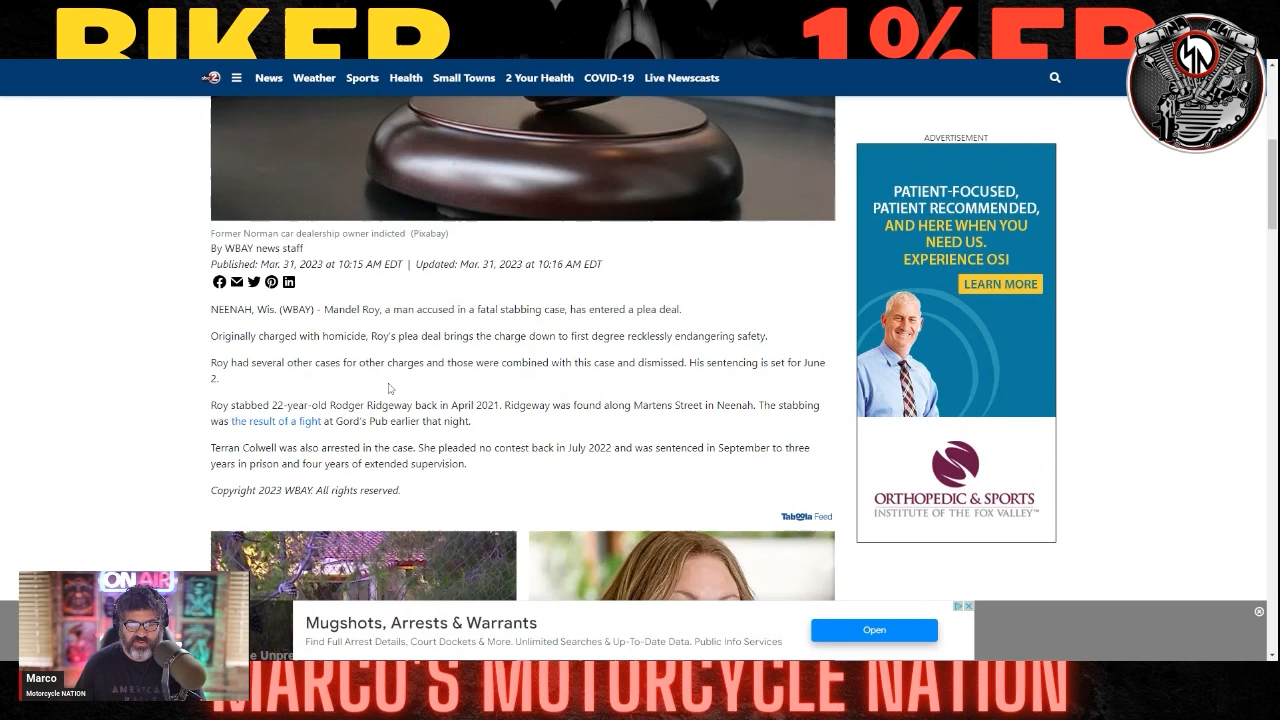 BIKER 1%ER
abc 2 News Weather Sports Health Small Towns 2 Your Health COVID-19 Live Newscasts
ADVERTISEMENT
PATIENT-FOCUSED,
PATIENT RECOMMENDED,
AND HERE WHEN YOU
NEED US.
EXPERIENCE OSI
LEARN MORE
ORTHOPEDIC & SPORTS
INSTITUTE OF THE FOX VALLEY™
Former Norman car dealership owner indicted (Pixabay)
By WBAY news staff
Published: Mar. 31, 2023 at 10:15 AM EDT | Updated: Mar. 31, 2023 at 10:16 AM EDT
NEENAH, Wis. (WBAY) - Mandel Roy, a man accused in a fatal stabbing case, has entered a plea deal.
Originally charged with homicide, Roy's plea deal brings the charge down to first degree recklessly endangering safety.
Roy had several other cases for other charges and those were combined with this case and dismissed. His sentencing is set for June
2.
Roy stabbed 22-year-old Rodger Ridgeway back in April 2021. Ridgeway was found along Martens Street in Neenah. The stabbing
was the result of a fight at Gord's Pub earlier that night.
Terran Colwell was also arrested in the case. She pleaded no contest back in July 2022 and was sentenced in September to three
years in prison and four years of extended supervision.
Copyright 2023 WBAY. All rights reserved.
Taboola Feed
ON AIR
Mugshots, Arrests & Warrants
Find Full Arrest Details, Court Dockets & More. Unlimited Searches & Up-To-Date Data. Public Info Services
Open
e Unpre
Marco
Motorcycle NATION
AMERICA
MARCO'S MOTORCYCLE NATION